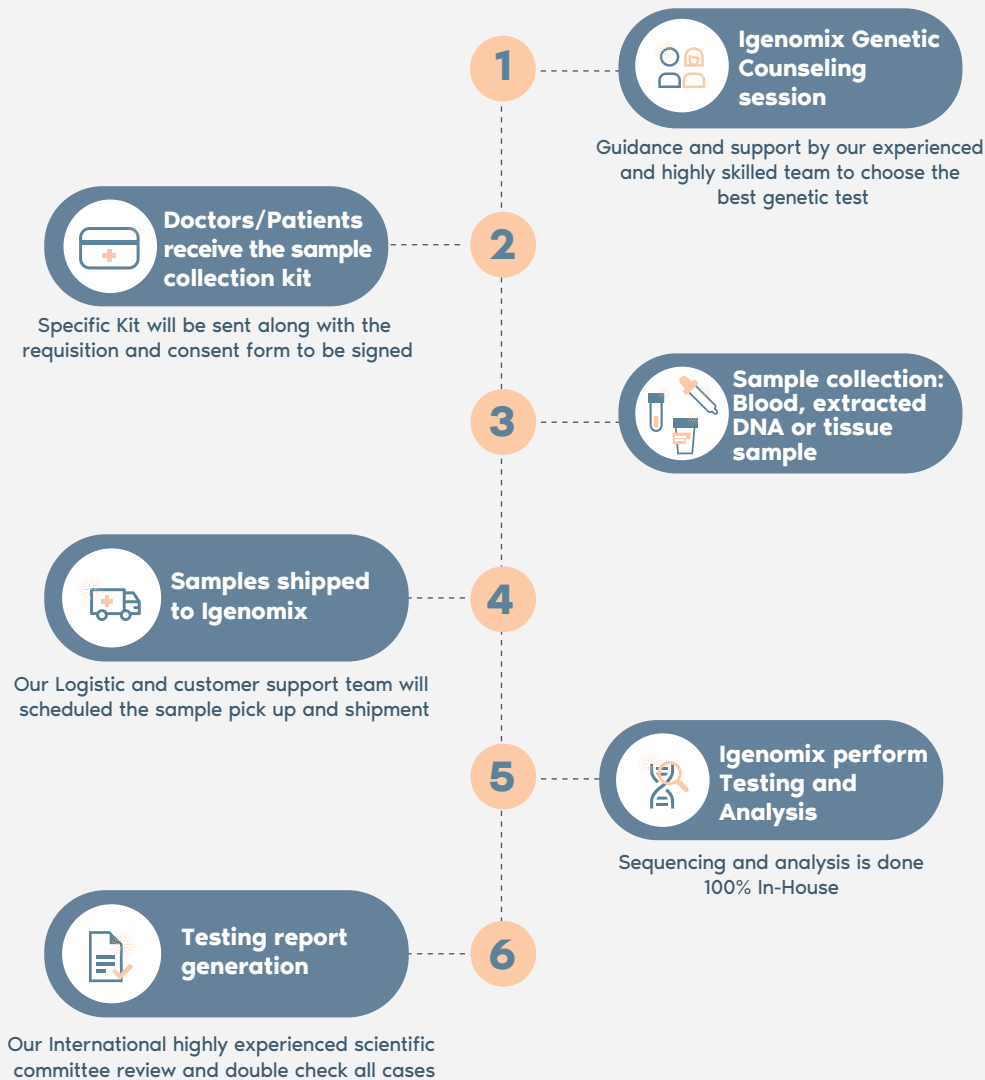 1
Igenomix Genetic
Counseling
session
Guidance and support by our experienced
and highly skilled team to choose the
best genetic test
2
Doctors/Patients
receive the sample
collection kit
Specific Kit will be sent along with the
requisition and consent form to be signed
3
Sample collection:
Blood, extracted
DNA or tissue
sample
4
Samples shipped
to Igenomix
Our Logistic and customer support team will
scheduled the sample pick up and shipment
5
Igenomix perform
Testing and
Analysis
Sequencing and analysis is done
100% In-House
6
Testing report
generation
Our International highly experienced scientific
committee review and double check all cases